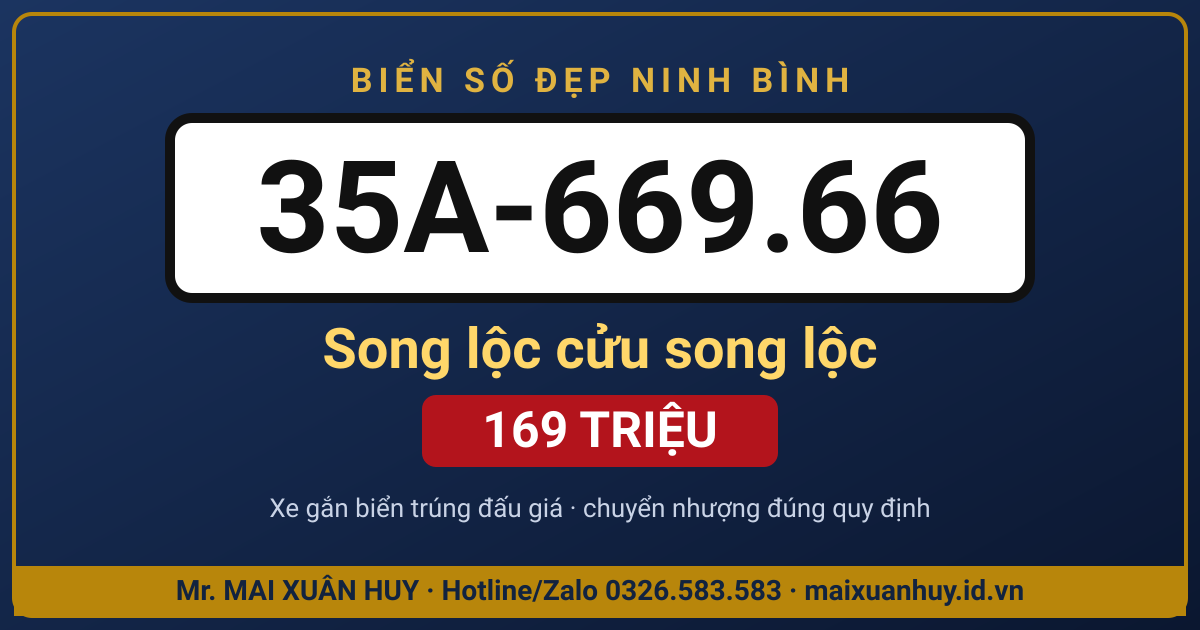 BIỂN SỐ ĐẸP NINH BÌNH
35A-669.66
Song lộc cửu song lộc
169 TRIỆU
Xe gắn biển trúng đấu giá · chuyển nhượng đúng quy định
Mr. MAI XUÂN HUY · Hotline/Zalo 0326.583.583 · maixuanhuy.id.vn